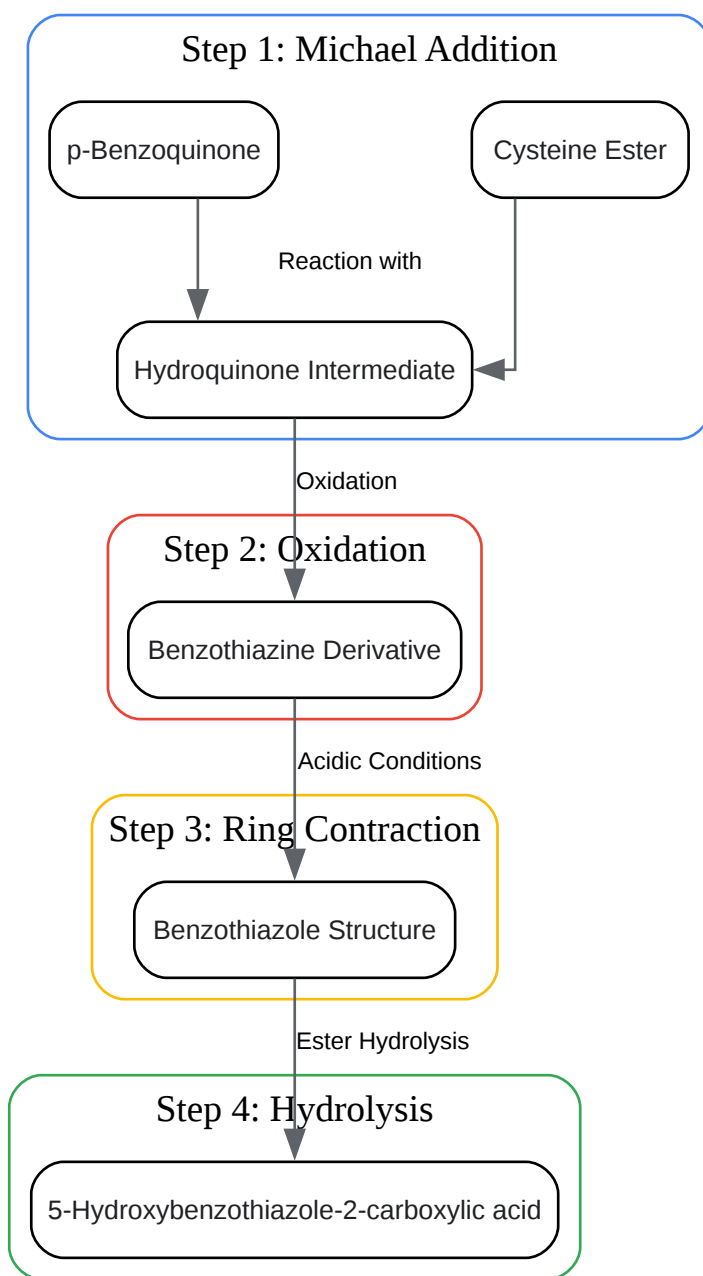 Step 1: Michael Addition
p-Benzoquinone
Cysteine Ester
Reaction with
Hydroquinone Intermediate
Oxidation
Step 2: Oxidation
Benzothiazine Derivative
Acidic Conditions
Step 3: Ring Contraction
Benzothiazole Structure
Ester Hydrolysis
Step 4: Hydrolysis
5-Hydroxybenzothiazole-2-carboxylic acid